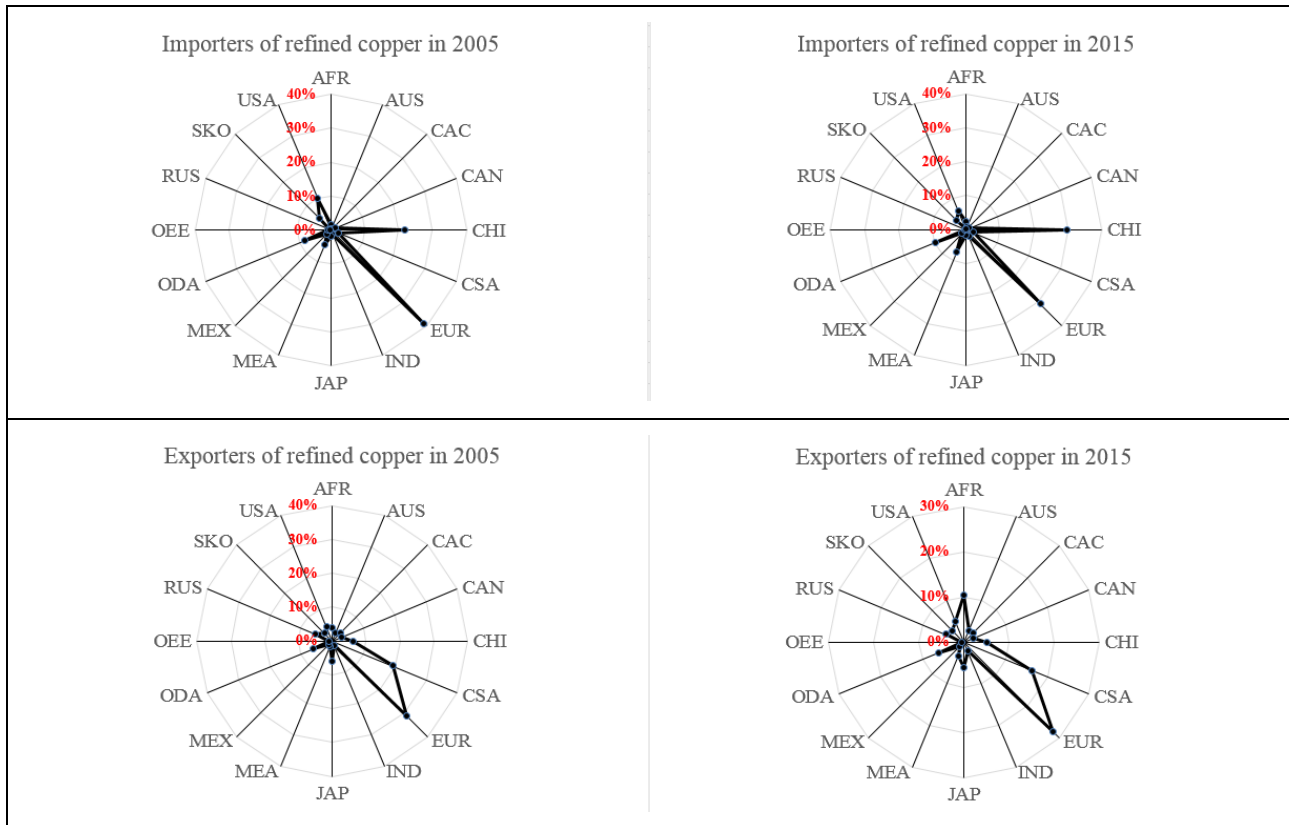 Importers of refined copper in 2005
AFR
40%
USA
AUS
30%
SKO
CAC
20%
RUS
CAN
10%
OEE
0%
CHI
ODA
CSA
MEX
EUR
MEA
IND
JAP
Importers of refined copper in 2015
AFR
40%
USA
AUS
30%
SKO
CAC
20%
RUS
CAN
10%
OEE
0%
CHI
ODA
CSA
MEX
EUR
MEA
IND
JAP
Exporters of refined copper in 2005
AFR
40%
USA
AUS
30%
SKO
CAC
20%
RUS
CAN
10%
OEE
0%
CHI
ODA
CSA
MEX
EUR
MEA
IND
JAP
Exporters of refined copper in 2015
AFR
30%
USA
AUS
SKO
CAC
20%
RUS
CAN
10%
OEE
0%
CHI
ODA
CSA
MEX
EUR
MEA
IND
JAP